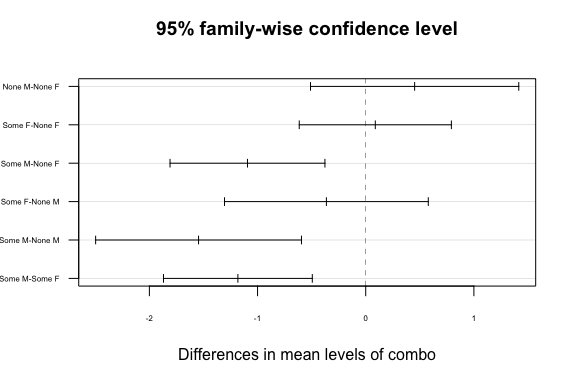 95% family-wise confidence level
None M-None F
Some F-None F
Some M-None F
Some F-None M
Some M-None M
Some M-Some F
-2 -1 0 1
Differences in mean levels of combo